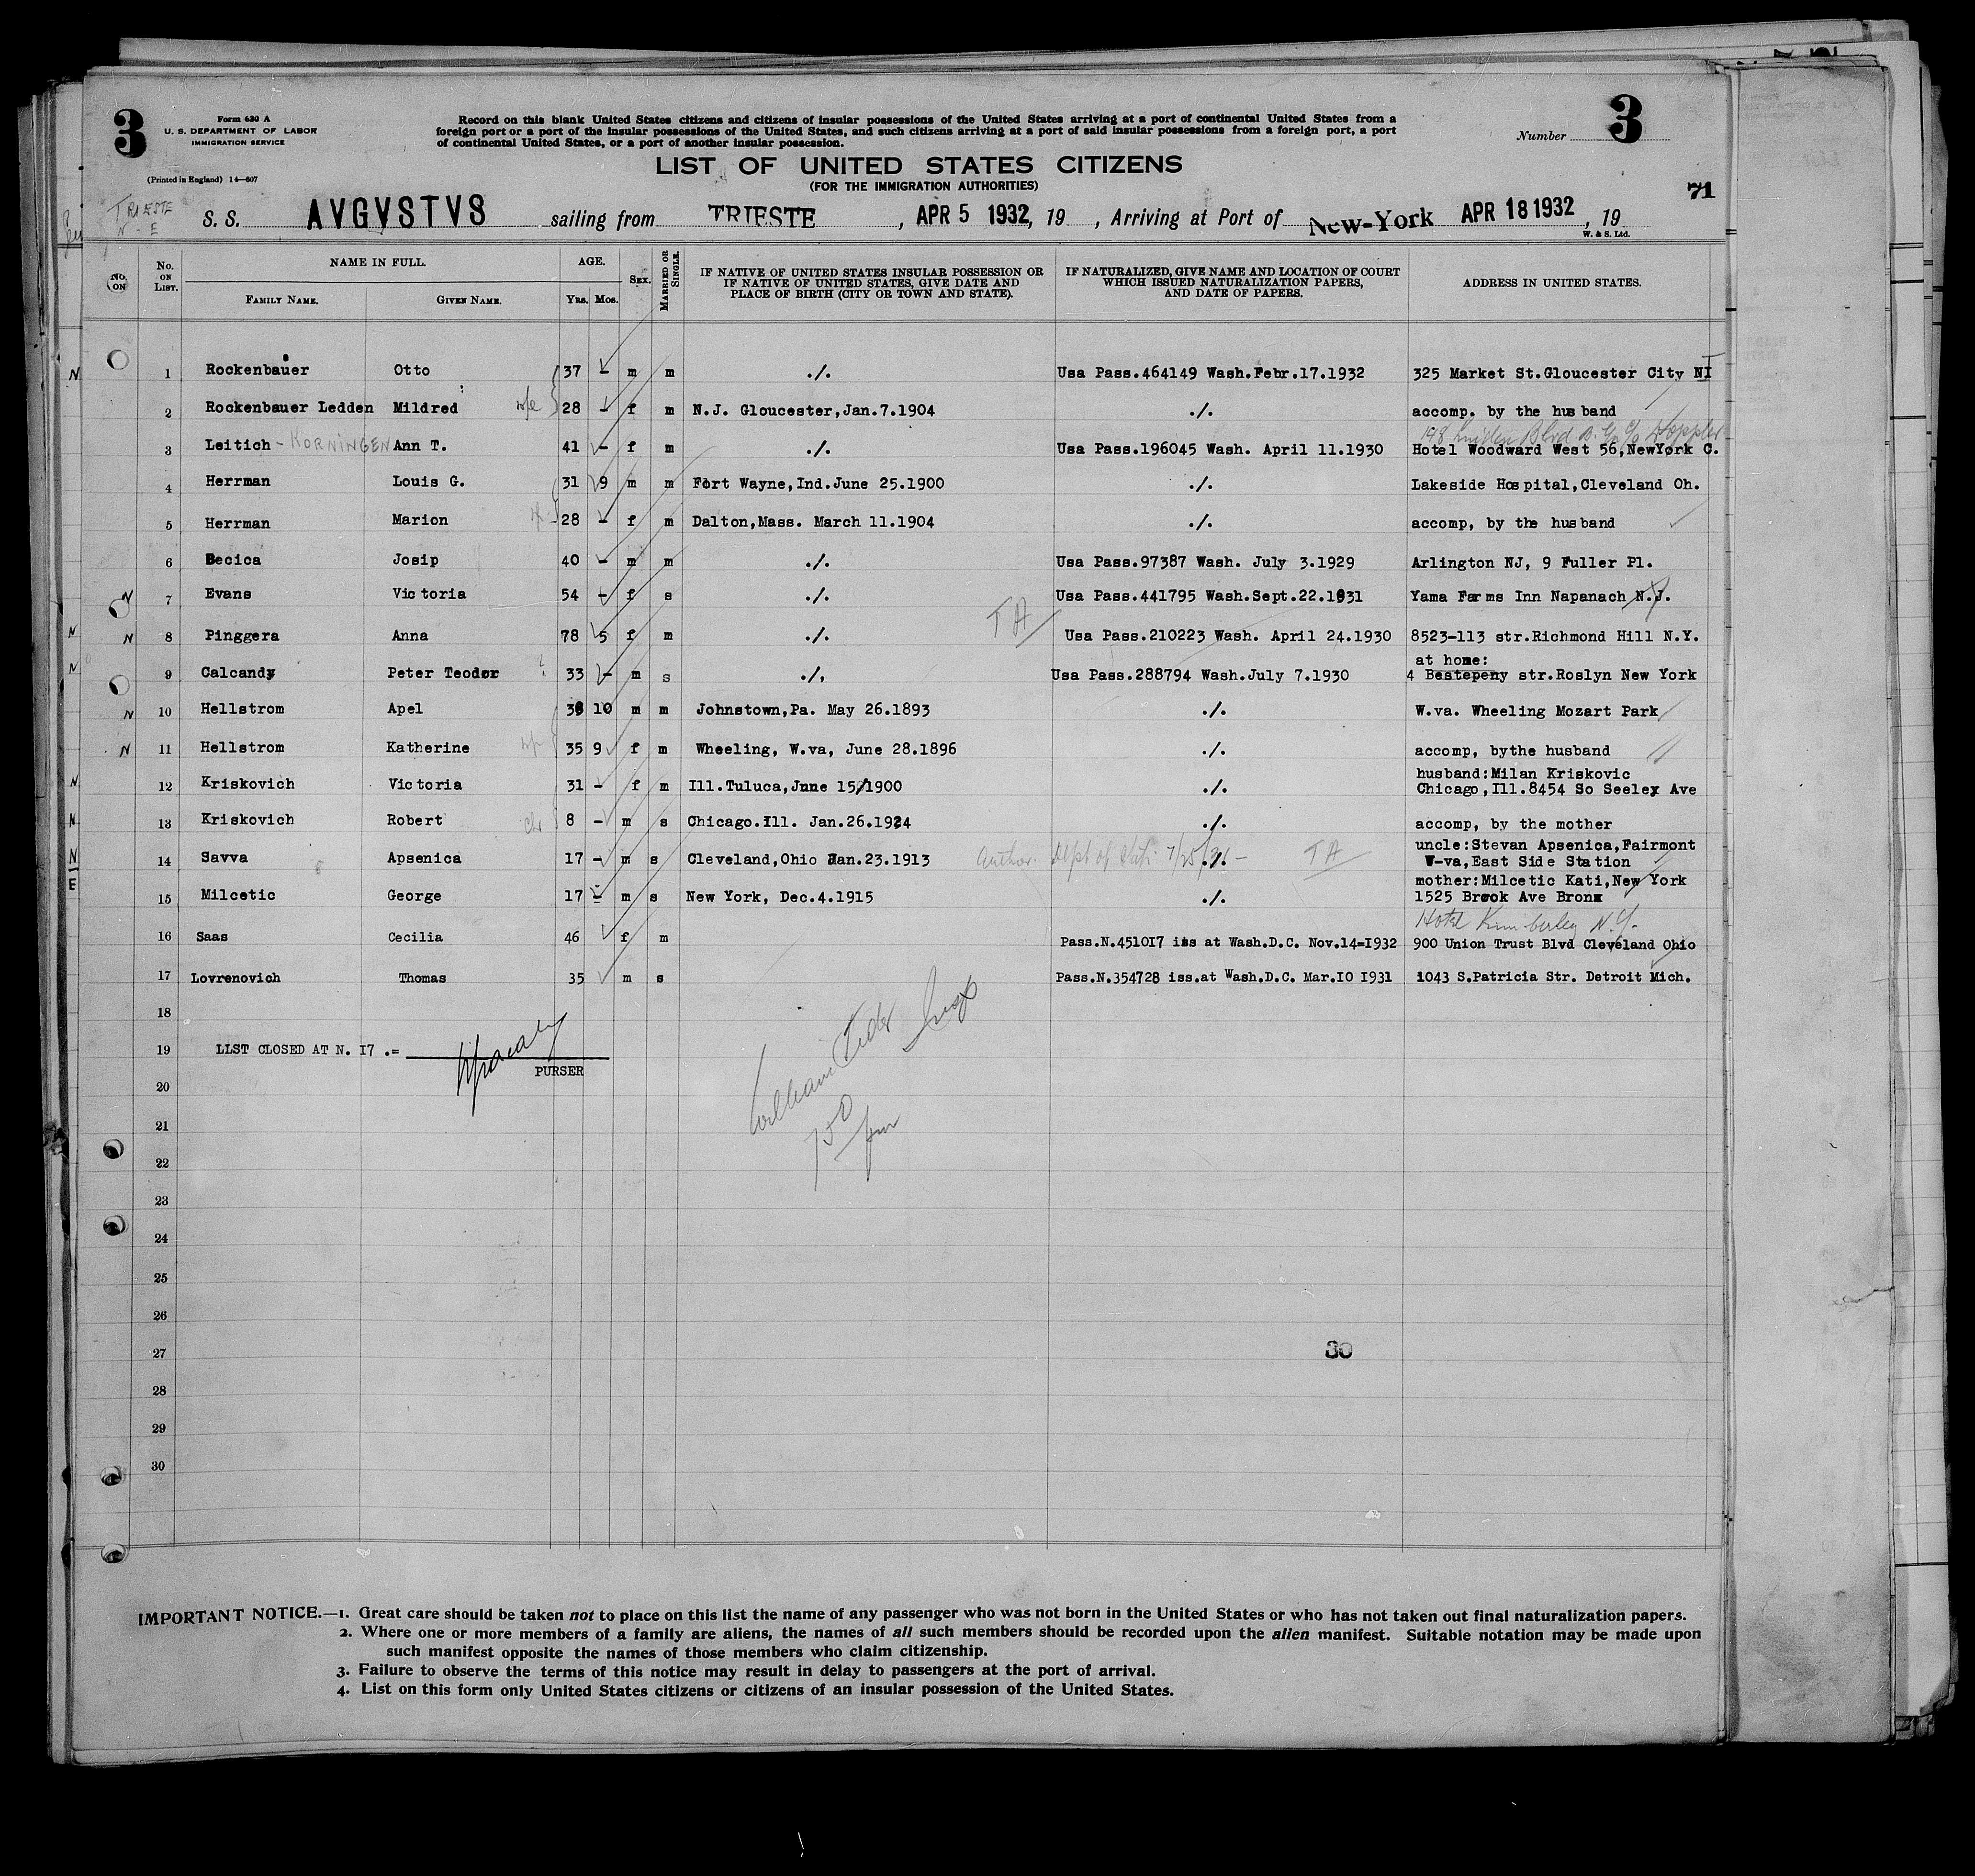 3
Form 630 A
U. S. DEPARTMENT OF LABOR
IMMIGRATION SERVICE
(Printed in England) 14—607
Record on this blank United States citizens and citizens of insular possessions of the United States arriving at a port of continental United States from a
foreign port or a port of the insular possessions of the United States, and such citizens arriving at a port of said insular possessions from a foreign port, a port
of continental United States, or a port of another insular possession.
Number 3
LIST OF UNITED STATES CITIZENS
(FOR THE IMMIGRATION AUTHORITIES)
71
TRIESTE
N - E
S. S. AVGVSTVS sailing from TRIESTE, APR 5 1932, 19 , Arriving at Port of New-York APR 18 1932, 19
W. & S. Ltd.
No. ON
No. ON LIST.
NAME IN FULL.
FAMILY NAME.
GIVEN NAME.
AGE.
YRS. MOS.
SEX.
MARRIED OR SINGLE.
IF NATIVE OF UNITED STATES INSULAR POSSESSION OR
IF NATIVE OF UNITED STATES, GIVE DATE AND
PLACE OF BIRTH (CITY OR TOWN AND STATE).
IF NATURALIZED, GIVE NAME AND LOCATION OF COURT
WHICH ISSUED NATURALIZATION PAPERS,
AND DATE OF PAPERS.
ADDRESS IN UNITED STATES.
N 1 Rockenbauer Otto 37 - m m ./. Usa Pass.464149 Wash.Febr.17.1932 325 Market St.Gloucester City NI
2 Rockenbauer Ledden Mildred w/e 28 - f m N.J. Gloucester,Jan.7.1904 ./. accomp. by the husband
3 Leitich - KORNINGEN Ann T. 41 - f m ./. Usa Pass.196045 Wash. April 11.1930 Hotel Woodward West 56,NewYork C.
4 Herrman Louis G. 31 9 m m Fort Wayne,Ind.June 25.1900 ./. Lakeside Hospital,Cleveland Oh.
5 Herrman Marion 28 - f m Dalton,Mass. March 11.1904 ./. accomp, by the husband
6 Becica Josip 40 - m m ./. Usa Pass.97387 Wash. July 3.1929 Arlington NJ, 9 Fuller Pl.
N 7 Evans Victoria 54 - f s ./. Usa Pass.441795 Wash.Sept.22.1931 Yama Farms Inn Napanach N.J.
N N 8 Pinggera Anna 78 5 f m ./. TA Usa Pass.210223 Wash. April 24.1930 8523-113 str.Richmond Hill N.Y.
N 9 Calcandy Peter Teodor ? 33 - m s ./. Usa Pass.288794 Wash.July 7.1930 at home:
4 Bestepeny str.Roslyn New York
N 10 Hellstrom Apel 38 10 m m Johnstown,Pa. May 26.1893 ./. W.va. Wheeling Mozart Park
N 11 Hellstrom Katherine 35 9 f m Wheeling, W.va, June 28.1896 ./. accomp, bythe husband
N 12 Kriskovich Victoria 31 - f m Ill.Tuluca,June 15/1900 ./. husband:Milan Kriskovic
Chicago,Ill.8454 So Seeley Ave
N 13 Kriskovich Robert 8 - m s Chicago.Ill. Jan.26.1924 ./. accomp, by the mother
N 14 Savva Apsenica 17 - m s Cleveland,Ohio Jan.23.1913 Author. Dept of State 7/25/31 - ./. TA uncle:Stevan Apsenica,Fairmont
W-va,East Side Station
E 15 Milcetic George 17 - m s New York, Dec.4.1915 ./. mother:Milcetic Kati,New York
1525 Brook Ave Bronx
Hotel Kimberley N.Y.
16 Saas Cecilia 46 f m Pass.N.451017 iss at Wash.D.C. Nov.14=1932 900 Union Trust Blvd Cleveland Ohio
17 Lovrenovich Thomas 35 m s Pass.N.354728 iss.at Wash.D.C. Mar.IO 1931 1043 S.Patricia Str. Detroit Mich.
18
19 LLST CLOSED AT N. I7 .=
PURSER
William Insp
750
pm
20
21
22
23
24
25
26
27
30
28
29
30
IMPORTANT NOTICE.—1. Great care should be taken not to place on this list the name of any passenger who was not born in the United States or who has not taken out final naturalization papers.
2. Where one or more members of a family are aliens, the names of all such members should be recorded upon the alien manifest. Suitable notation may be made upon
such manifest opposite the names of those members who claim citizenship.
3. Failure to observe the terms of this notice may result in delay to passengers at the port of arrival.
4. List on this form only United States citizens or citizens of an insular possession of the United States.